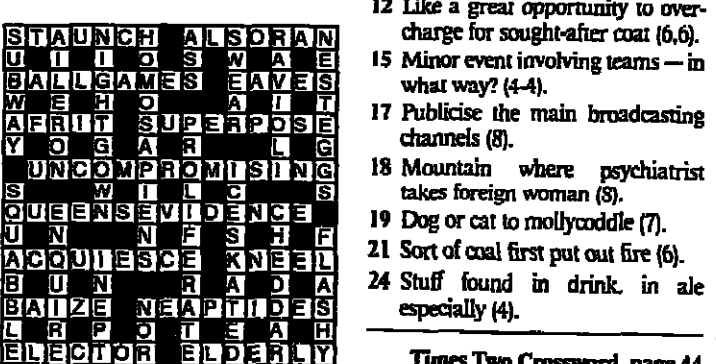 STAUNCH ALSORAN
U I I O S W A E
BALLGAMES EAVES
W E H O A I T
AFRIT SUPERPOSE
Y O G A R L G
UNCOMPROMISING
S W I L C S
QUEENSEVIDENCE
U N N F S H F
ACQUIESCE KNEEL
B U N R A D A
BAIZE NEAPTIDES
L R P O T E A H
ELECTOR ELDERLY
12 Like a great opportunity to over-
charge for sought-after coat (6,6).
15 Minor event involving teams — in
what way? (4-4).
17 Publicise the main broadcasting
channels (8).
18 Mountain where psychiatrist
takes foreign woman (8).
19 Dog or cat to mollycoddle (7).
21 Sort of coal first put out fire (6).
24 Stuff found in drink, in ale
especially (4).
Times Two Crossword, page 44